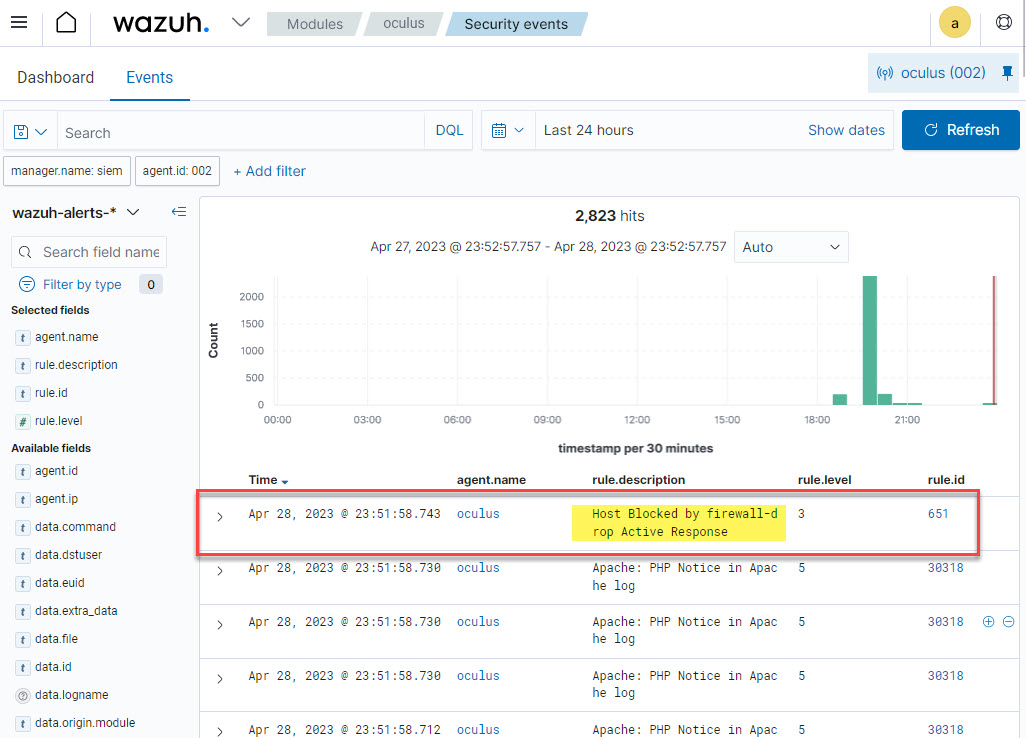 wazuh.
Modules
oculus
Security events
a
Dashboard
Events
oculus (002)
Search
DQL
Last 24 hours
Show dates
Refresh
manager.name: siem
agent.id: 002
+ Add filter
wazuh-alerts-*
Search field name
Filter by type
0
Selected fields
t agent.name
t rule.description
t rule.id
# rule.level
Available fields
t agent.id
t agent.ip
t data.command
t data.dstuser
t data.euid
t data.extra_data
t data.file
t data.id
? data.logname
t data.origin.module
2,823 hits
Apr 27, 2023 @ 23:52:57.757 - Apr 28, 2023 @ 23:52:57.757
Auto
Count
2000
1500
1000
500
0
00:00
03:00
06:00
09:00
12:00
15:00
18:00
21:00
timestamp per 30 minutes
Time
agent.name
rule.description
rule.level
rule.id
Apr 28, 2023 @ 23:51:58.743
oculus
Host Blocked by firewall-d
rop Active Response
3
651
Apr 28, 2023 @ 23:51:58.730
oculus
Apache: PHP Notice in Apac
he log
5
30318
Apr 28, 2023 @ 23:51:58.730
oculus
Apache: PHP Notice in Apac
he log
5
30318
Apr 28, 2023 @ 23:51:58.730
oculus
Apache: PHP Notice in Apac
he log
5
30318
Apr 28, 2023 @ 23:51:58.712
oculus
Apache: PHP Notice in Apac
5
30318